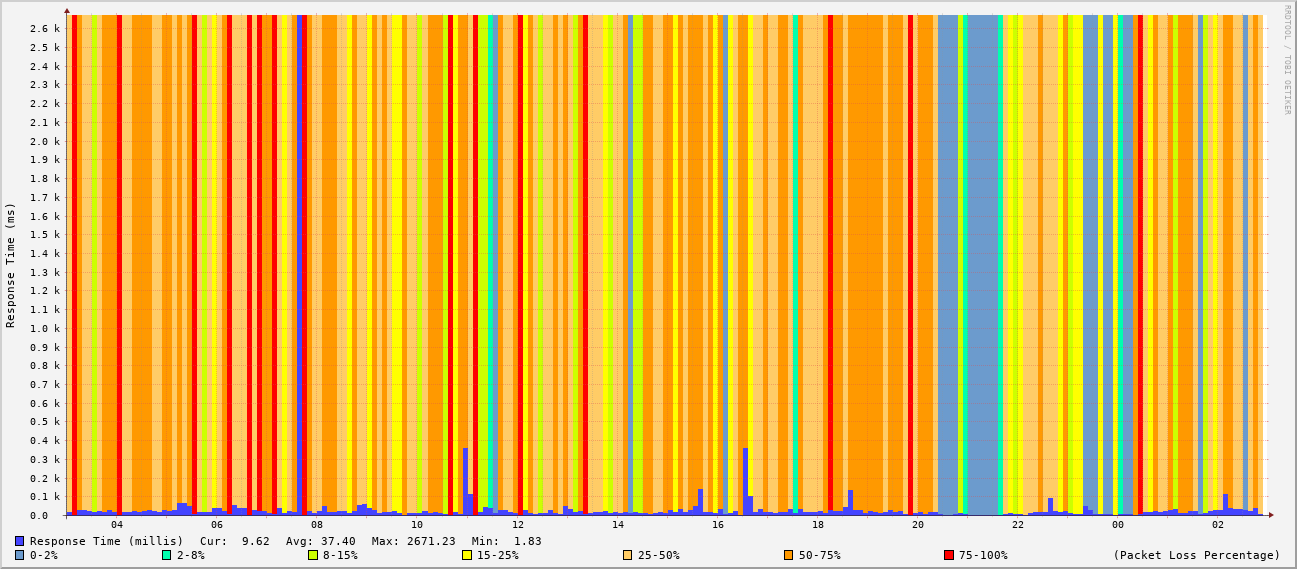 RRDTOOL / TOBI OETIKER
Response Time (ms)
2.6 k
2.5 k
2.4 k
2.3 k
2.2 k
2.1 k
2.0 k
1.9 k
1.8 k
1.7 k
1.6 k
1.5 k
1.4 k
1.3 k
1.2 k
1.1 k
1.0 k
0.9 k
0.8 k
0.7 k
0.6 k
0.5 k
0.4 k
0.3 k
0.2 k
0.1 k
0.0
04 06 08 10 12 14 16 18 20 22 00 02
Response Time (millis) Cur: 9.62 Avg: 37.40 Max: 2671.23 Min: 1.83
0-2% 2-8% 8-15% 15-25% 25-50% 50-75% 75-100% (Packet Loss Percentage)